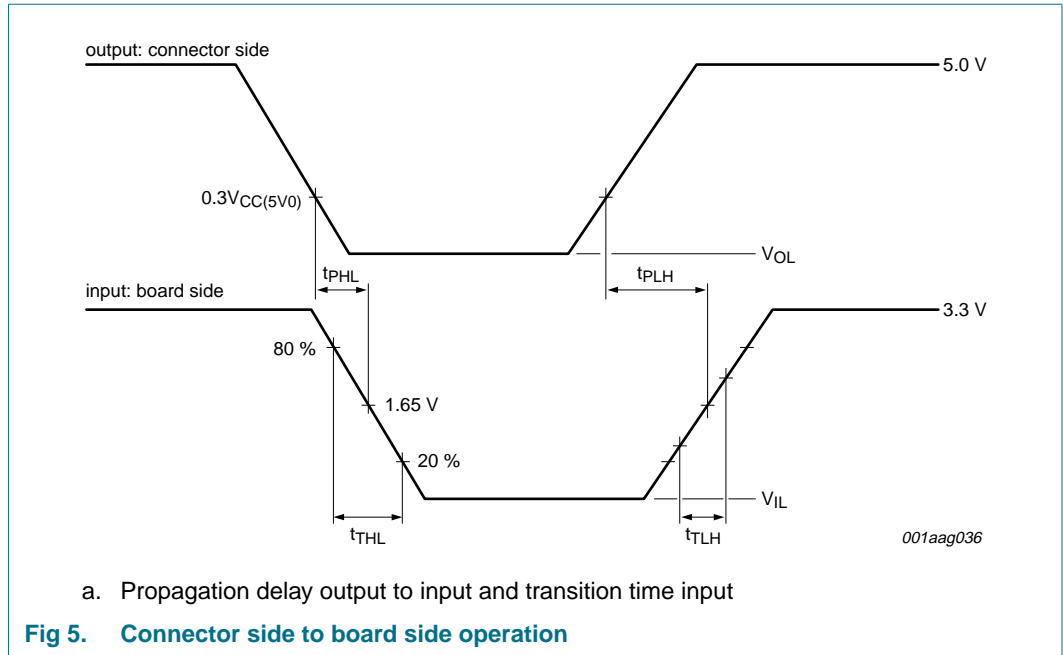 output: connector side
5.0 V
0.3VCC(5V0)
VOL
tPHL
tPLH
input: board side
3.3 V
80 %
1.65 V
20 %
VIL
tTHL
tTLH
001aag036
a. Propagation delay output to input and transition time input
Fig 5. Connector side to board side operation